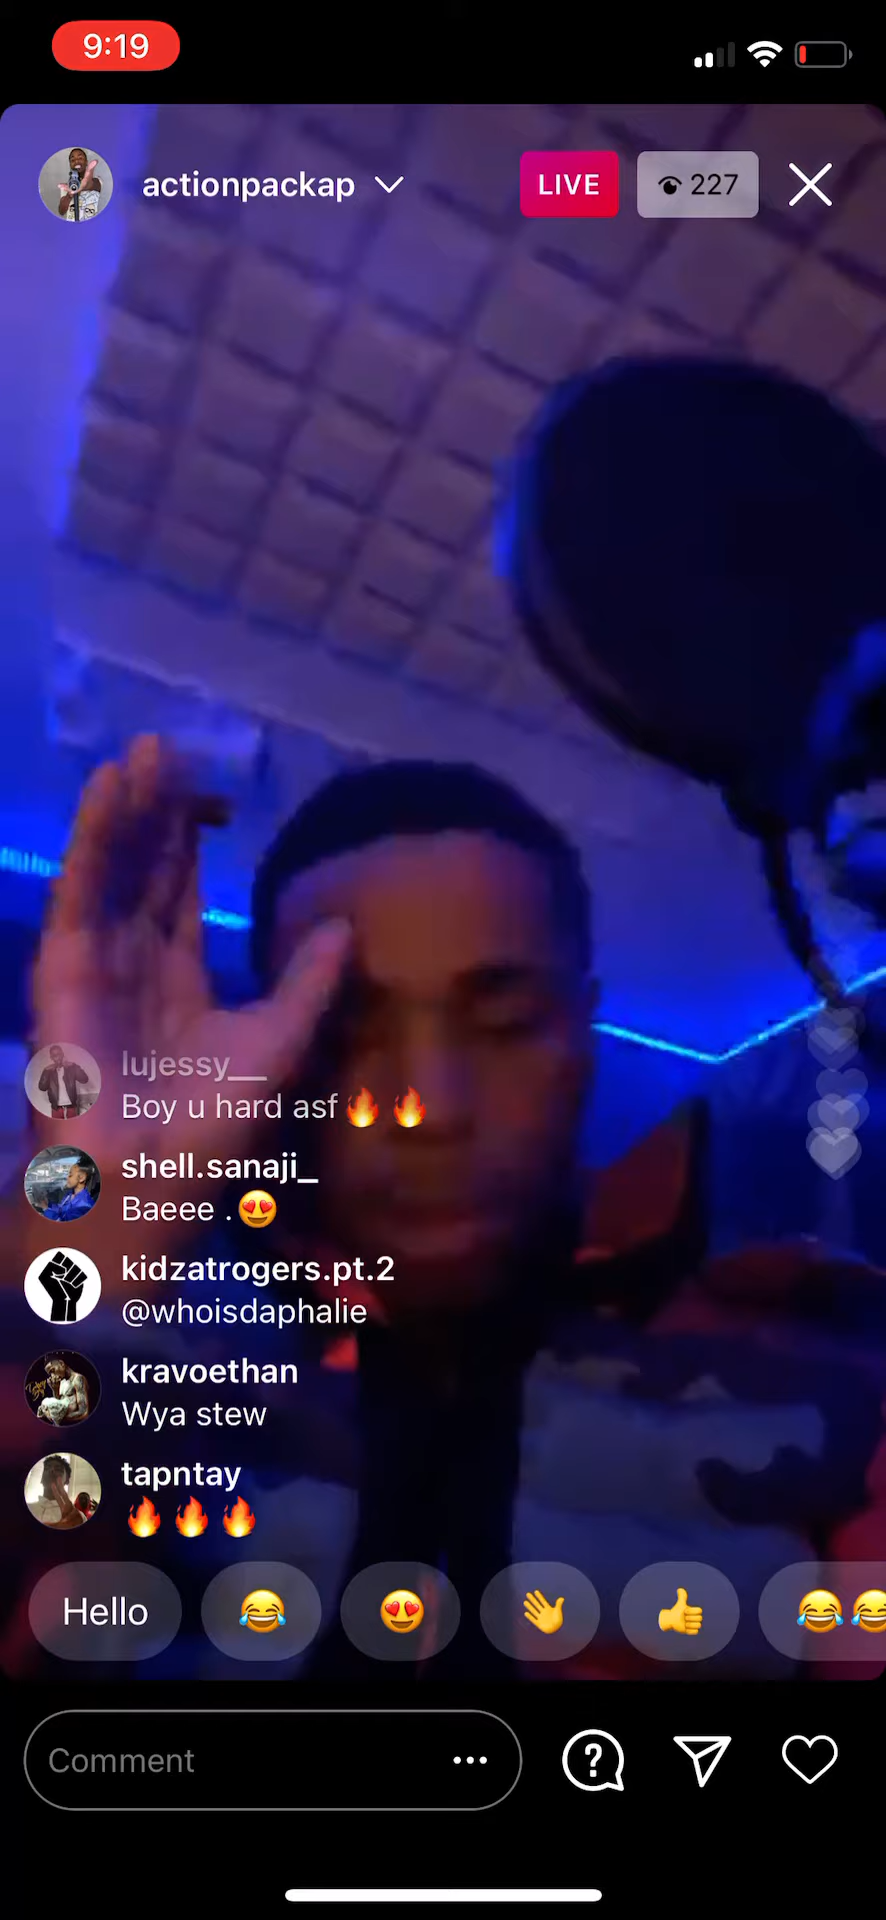 9:19
actionpackap
LIVE
227
lujessy__
Boy u hard asf🔥🔥
shell.sanaji_
Baeee .😍
kidzatrogers.pt.2
@whoisdaphalie
kravoethan
Wya stew
tapntay
🔥🔥🔥
Hello 😂 😍 👋 👍 😂😂
Comment